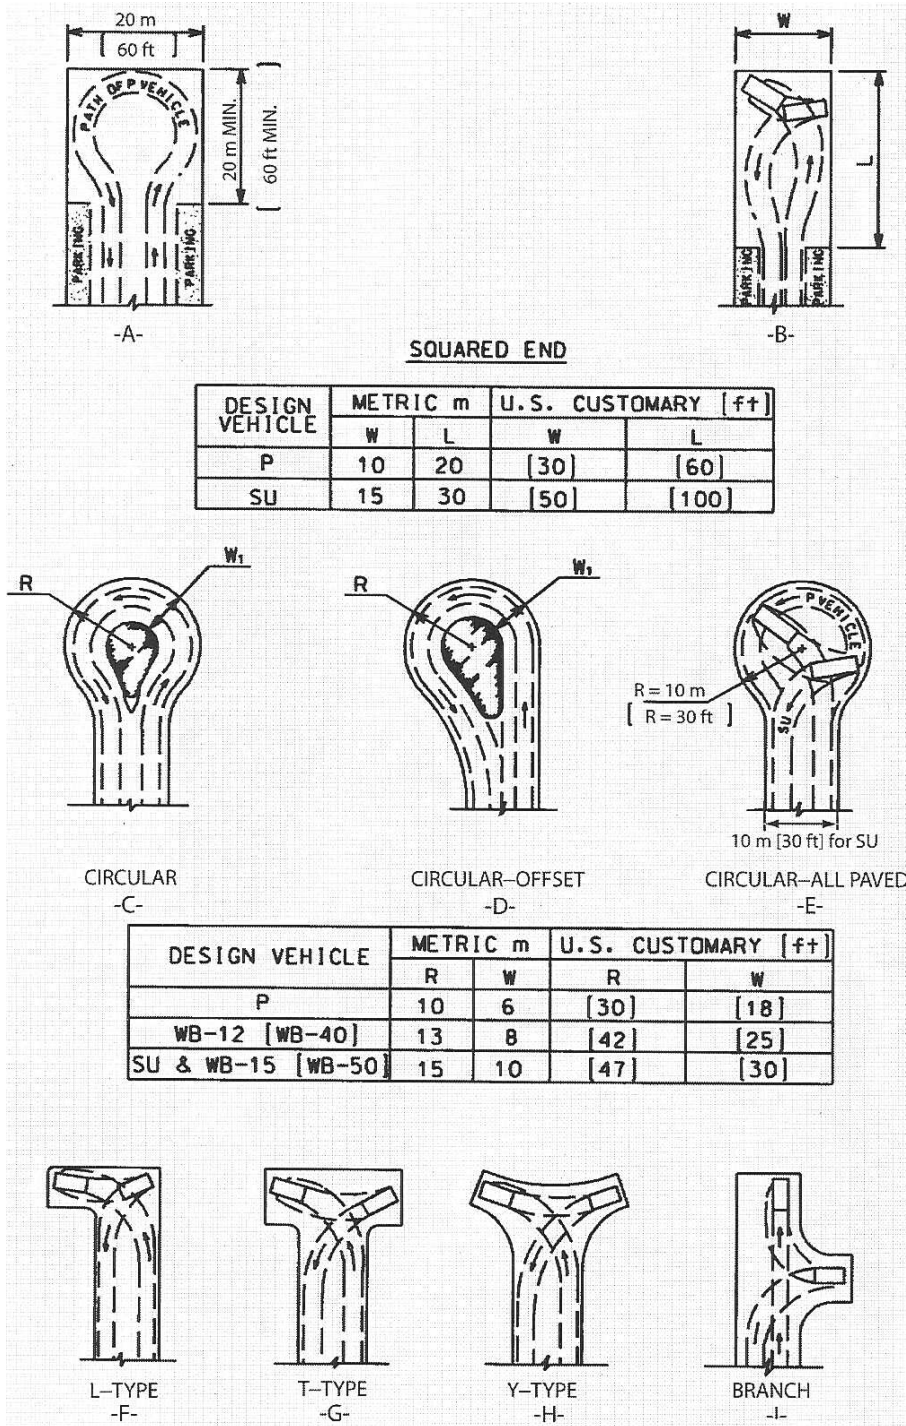 20 m
[ 60 ft ]
PATH OF P VEHICLE
20 m MIN.
[ 60 ft MIN. ]
PARKING
PARKING
-A-
W
L
PARKING
PARKING
-B-
SQUARED END
DESIGN VEHICLE METRIC m U.S. CUSTOMARY [ft]
W L W L
P 10 20 [30] [60]
SU 15 30 [50] [100]
R W₁
CIRCULAR
-C-
R W₁
CIRCULAR–OFFSET
-D-
P VEHICLE
R = 10 m
[ R = 30 ft ]
SU
10 m [30 ft] for SU
CIRCULAR–ALL PAVED
-E-
DESIGN VEHICLE METRIC m U.S. CUSTOMARY [ft]
R W R W
P 10 6 [30] [18]
WB-12 [WB-40] 13 8 [42] [25]
SU & WB-15 [WB-50] 15 10 [47] [30]
L–TYPE
-F-
T–TYPE
-G-
Y–TYPE
-H-
BRANCH
-I-